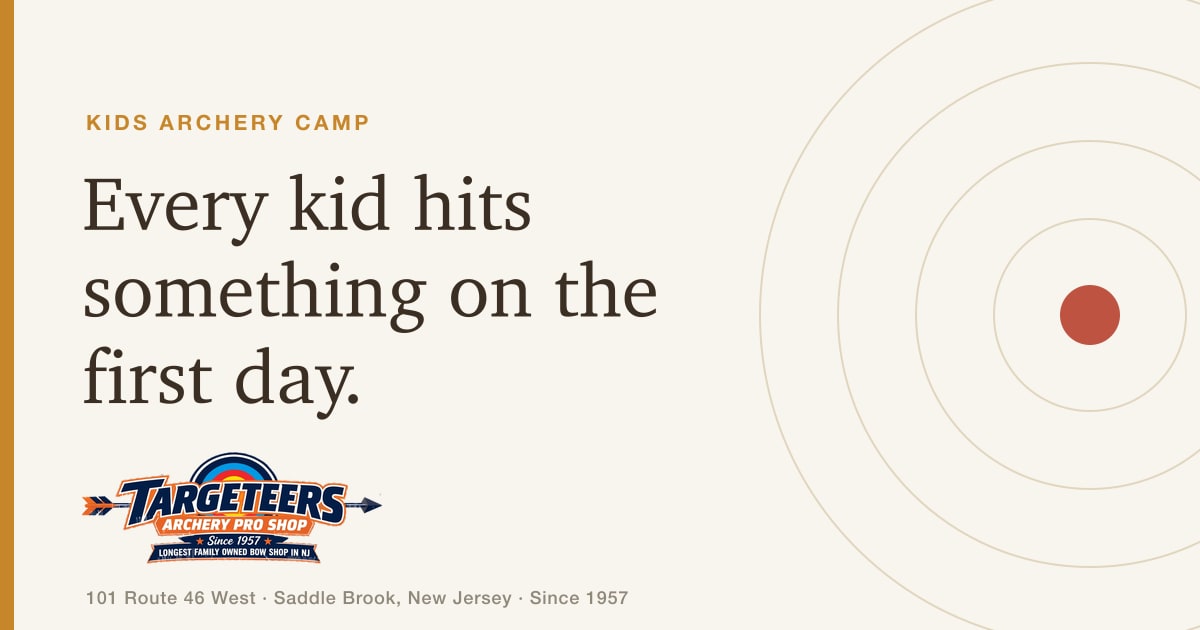 KIDS ARCHERY CAMP
Every kid hits
something on the
first day.
TARGETEERS
ARCHERY PRO SHOP
Since 1957
LONGEST FAMILY OWNED BOW SHOP IN NJ
101 Route 46 West · Saddle Brook, New Jersey · Since 1957